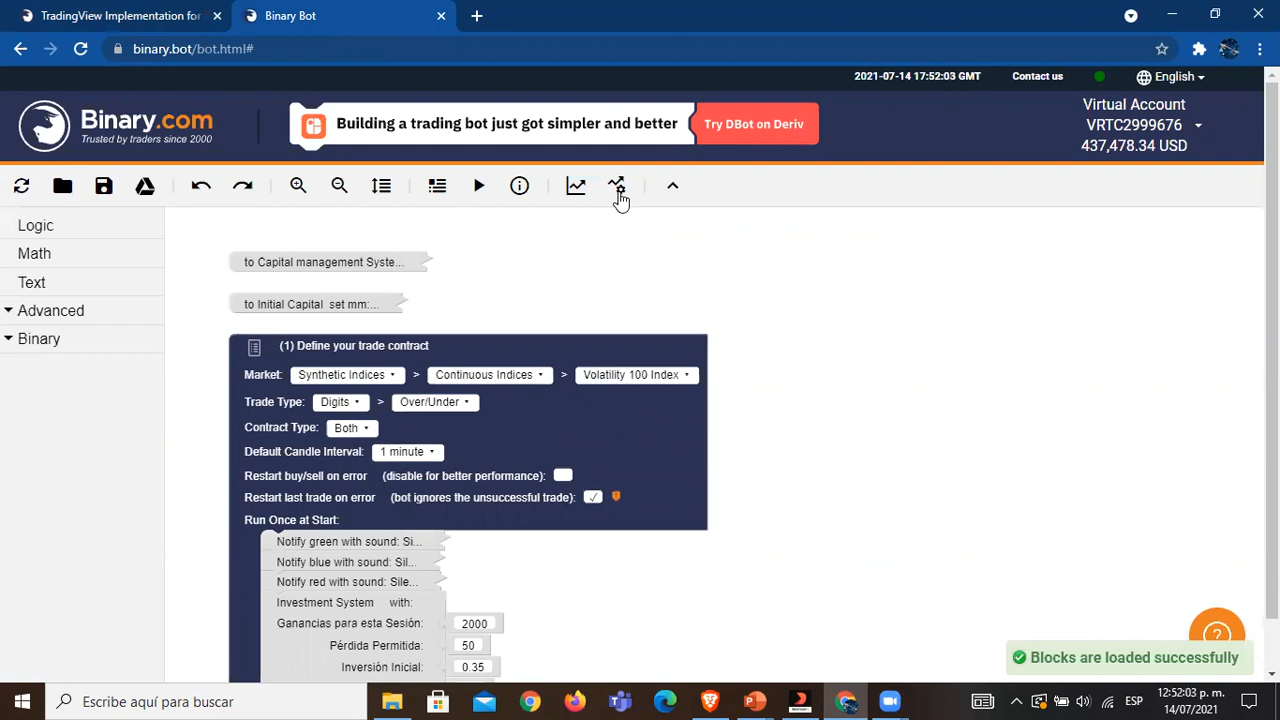 TradingView Implementation for
Binary Bot
binary.bot/bot.html#
2021-07-14 17:52:03 GMT
Contact us
English
Binary.com
Trusted by traders since 2000
Building a trading bot just got simpler and better
Try DBot on Deriv
Virtual Account
VRTC2999676
437,478.34 USD
Logic
Math
Text
Advanced
Binary
to Capital management Syste...
to Initial Capital set mm:...
(1) Define your trade contract
Market: Synthetic Indices > Continuous Indices > Volatility 100 Index
Trade Type: Digits > Over/Under
Contract Type: Both
Default Candle Interval: 1 minute
Restart buy/sell on error (disable for better performance):
Restart last trade on error (bot ignores the unsuccessful trade):
Run Once at Start:
Notify green with sound: Si...
Notify blue with sound: Sil...
Notify red with sound: Sile...
Investment System with:
Ganancias para esta Sesión: 2000
Pérdida Permitida: 50
Inversión Inicial: 0.35
Blocks are loaded successfully
Escribe aquí para buscar
ESP
12:52:03 p. m.
14/07/2021